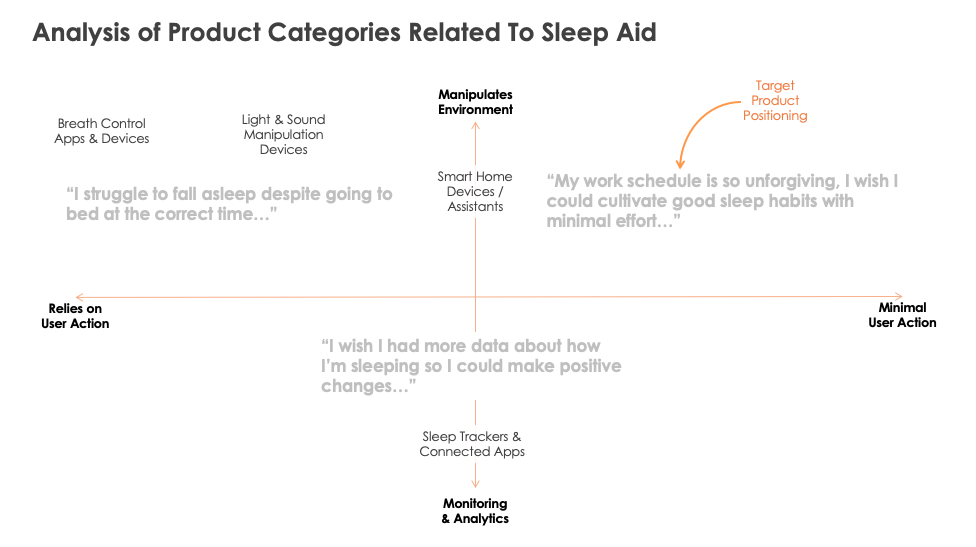 Analysis of Product Categories Related To Sleep Aid
Manipulates
Environment
Target
Product
Positioning
Breath Control
Apps & Devices
Light & Sound
Manipulation
Devices
Smart Home
Devices /
Assistants
“I struggle to fall asleep despite going to
bed at the correct time…”
“My work schedule is so unforgiving, I wish I
could cultivate good sleep habits with
minimal effort…”
Relies on
User Action
Minimal
User Action
“I wish I had more data about how
I’m sleeping so I could make positive
changes…”
Sleep Trackers &
Connected Apps
Monitoring
& Analytics